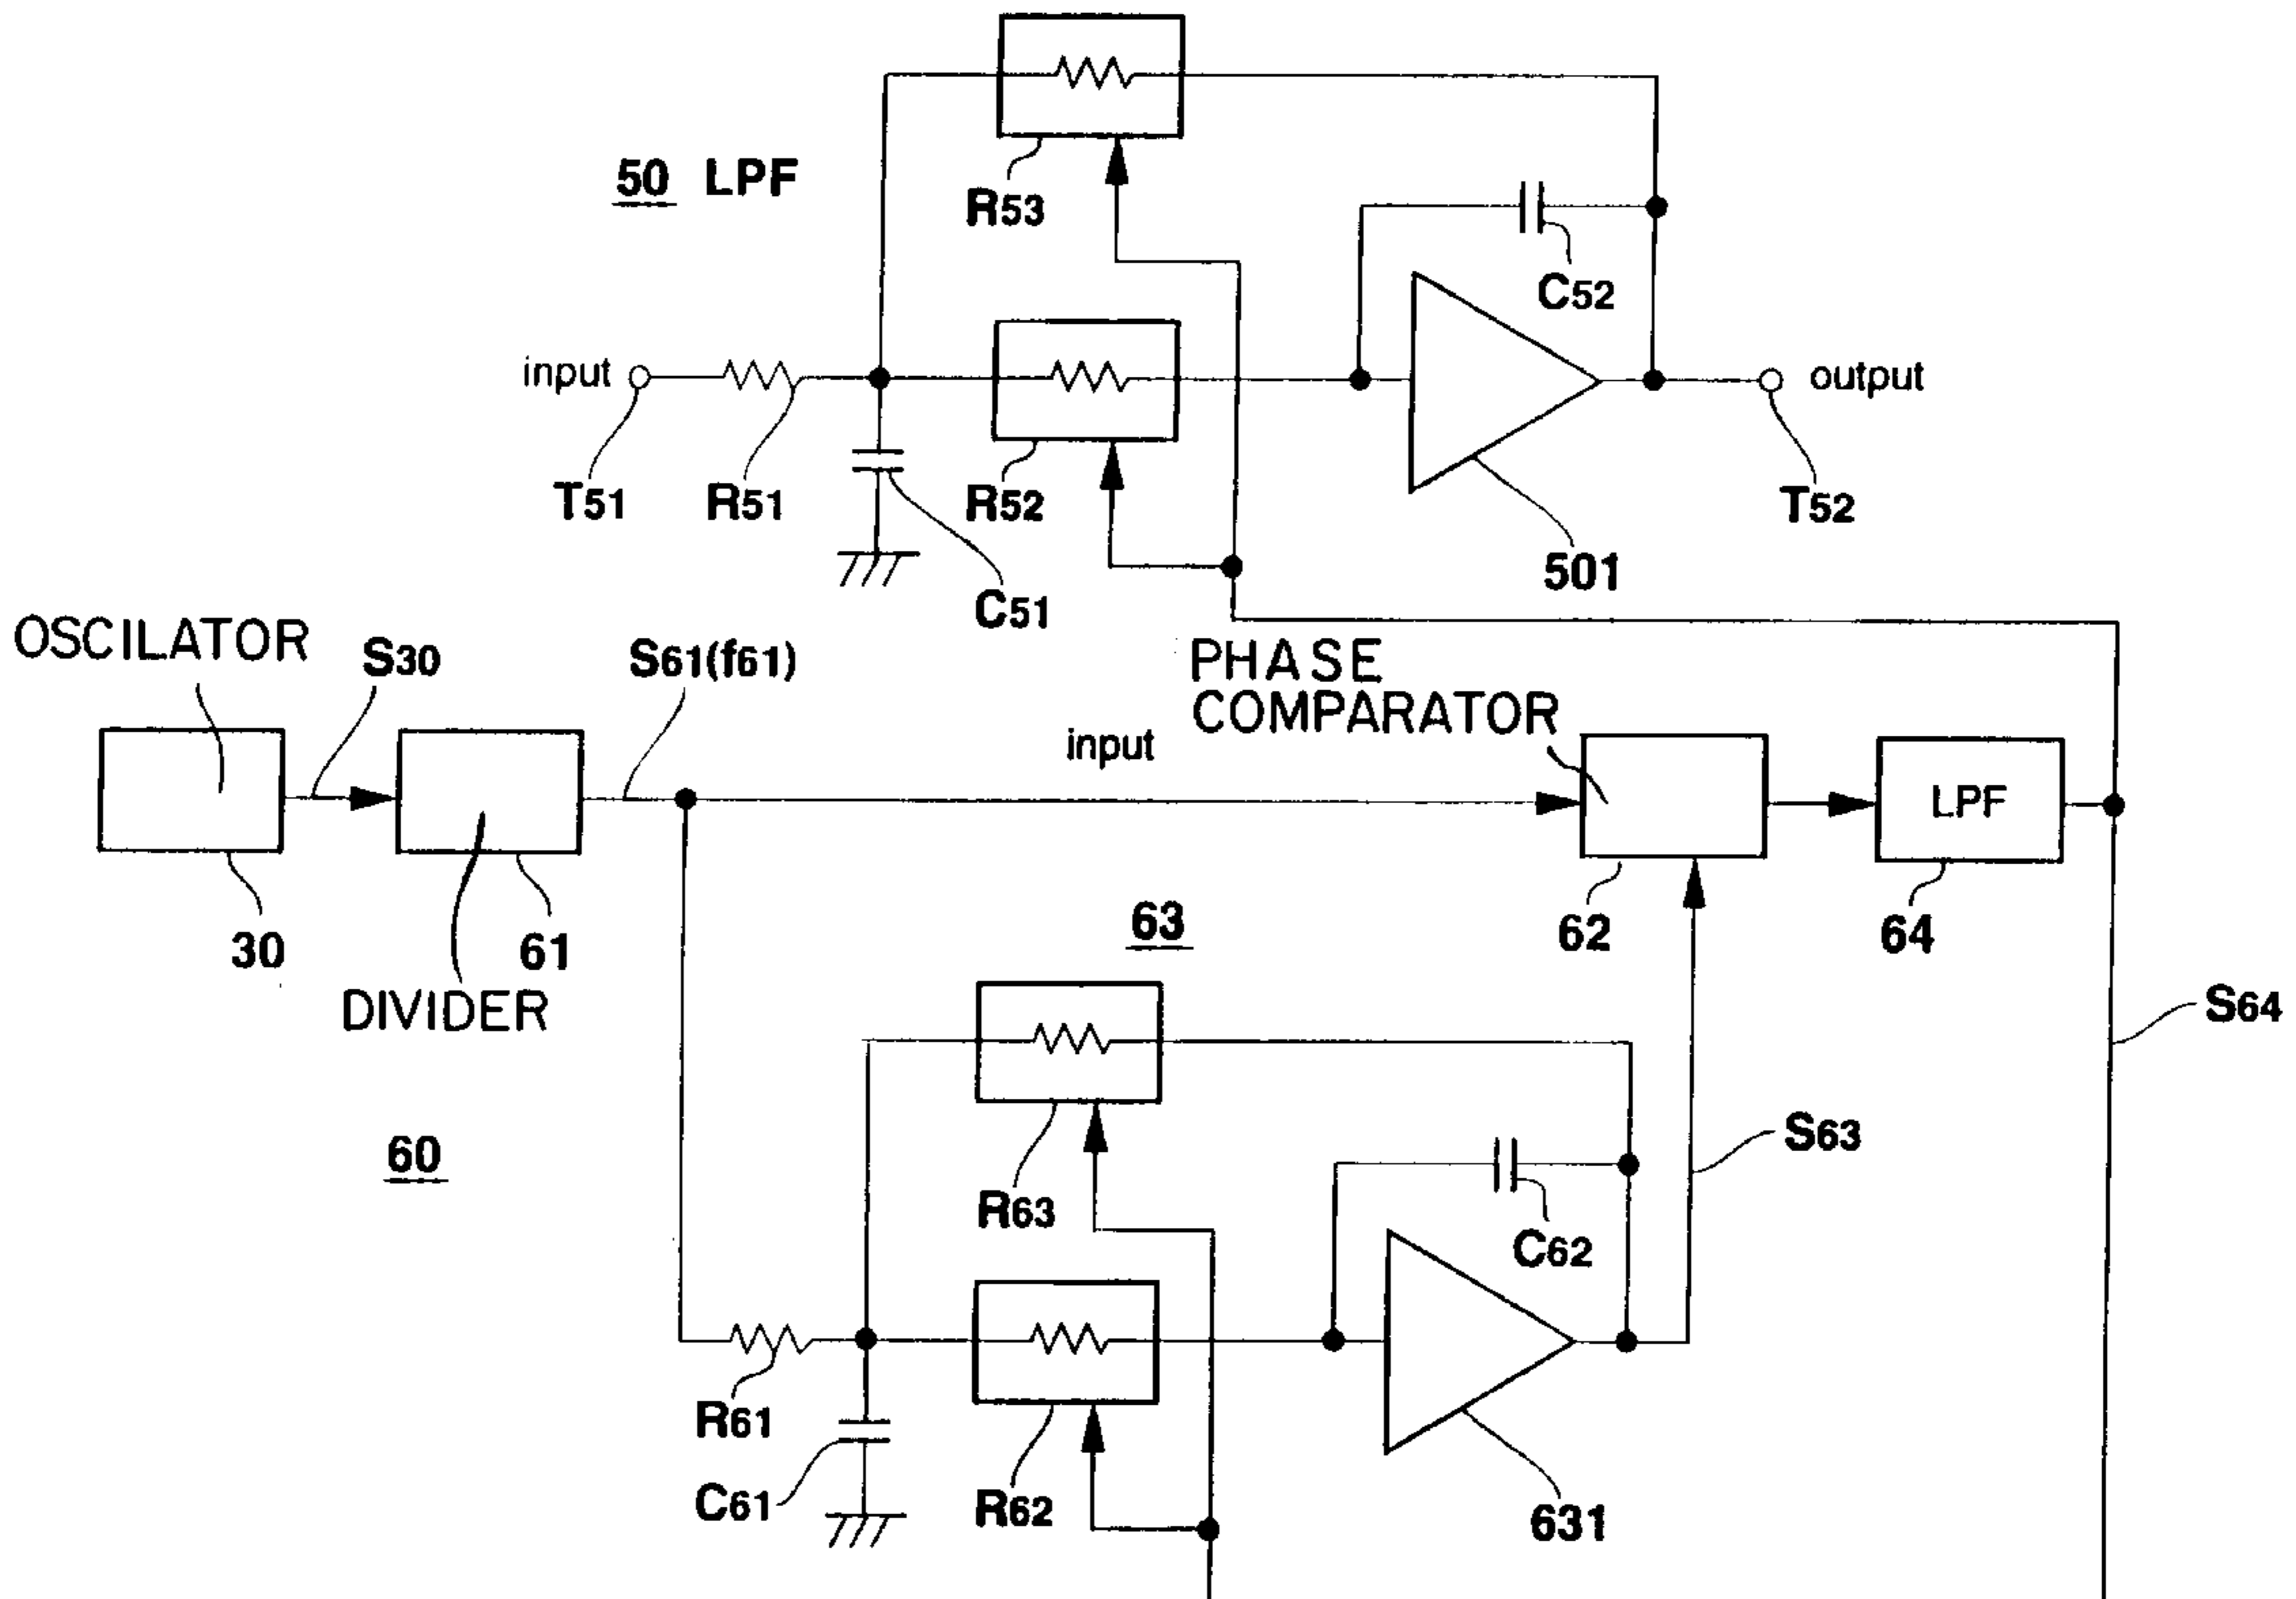 50 LPF
R53
C52
input
output
T51
R51
R52
T52
501
C51
OSCILATOR
S30
S61(f61)
PHASE
COMPARATOR
input
LPF
30
61
DIVIDER
63
62
64
S64
60
R63
S63
C62
R61
C61
R62
631